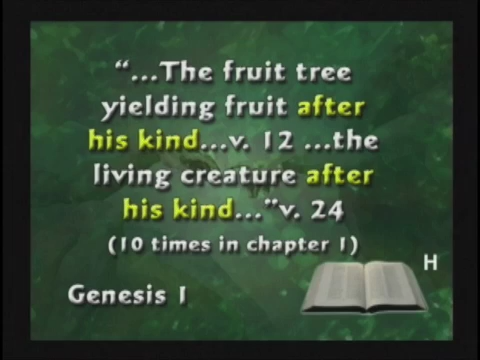 “...The fruit tree
yielding fruit after
his kind...v. 12 ...the
living creature after
his kind...”v. 24
(10 times in chapter 1)
H
Genesis 1